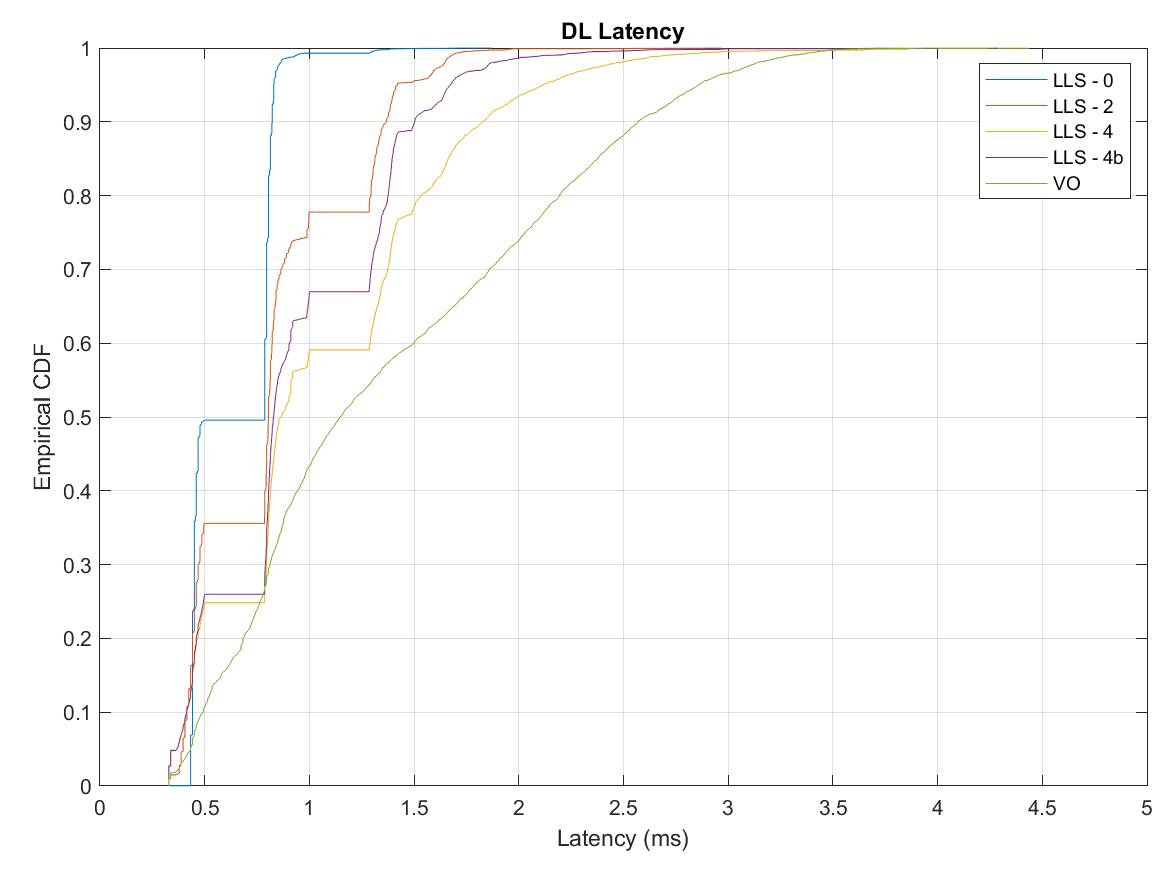 DL Latency
1
0.9
0.8
0.7
0.6
0.5
0.4
0.3
0.2
0.1
0
Empirical CDF
LLS - 0
LLS - 2
LLS - 4
LLS - 4b
VO
0 0.5 1 1.5 2 2.5 3 3.5 4 4.5 5
Latency (ms)